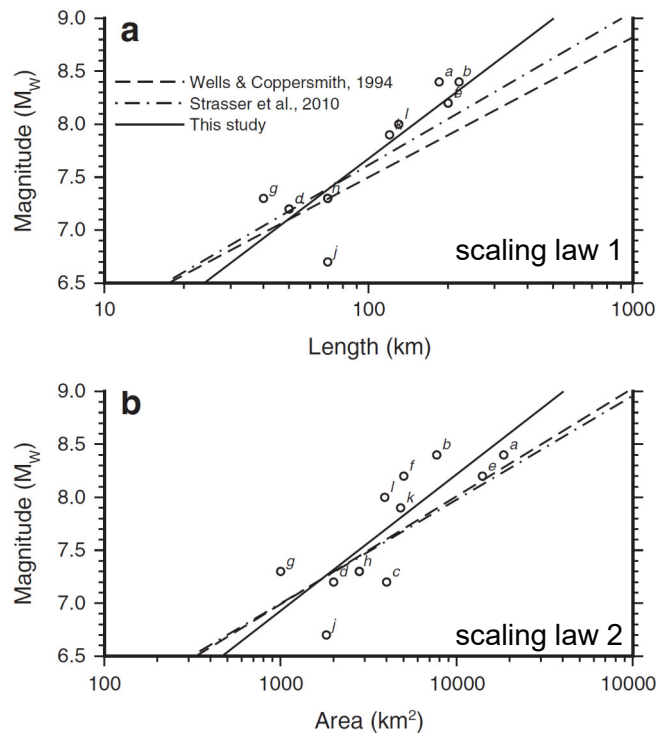 a
9.0
8.5
8.0
7.5
7.0
6.5
Magnitude (M_W)
Wells & Coppersmith, 1994
Strasser et al., 2010
This study
a b
l
g d n
j
scaling law 1
10 100 1000
Length (km)
b
9.0
8.5
8.0
7.5
7.0
6.5
Magnitude (M_W)
b a
f e
l k
g d h c
j
scaling law 2
100 1000 10000 10000
Area (km²)